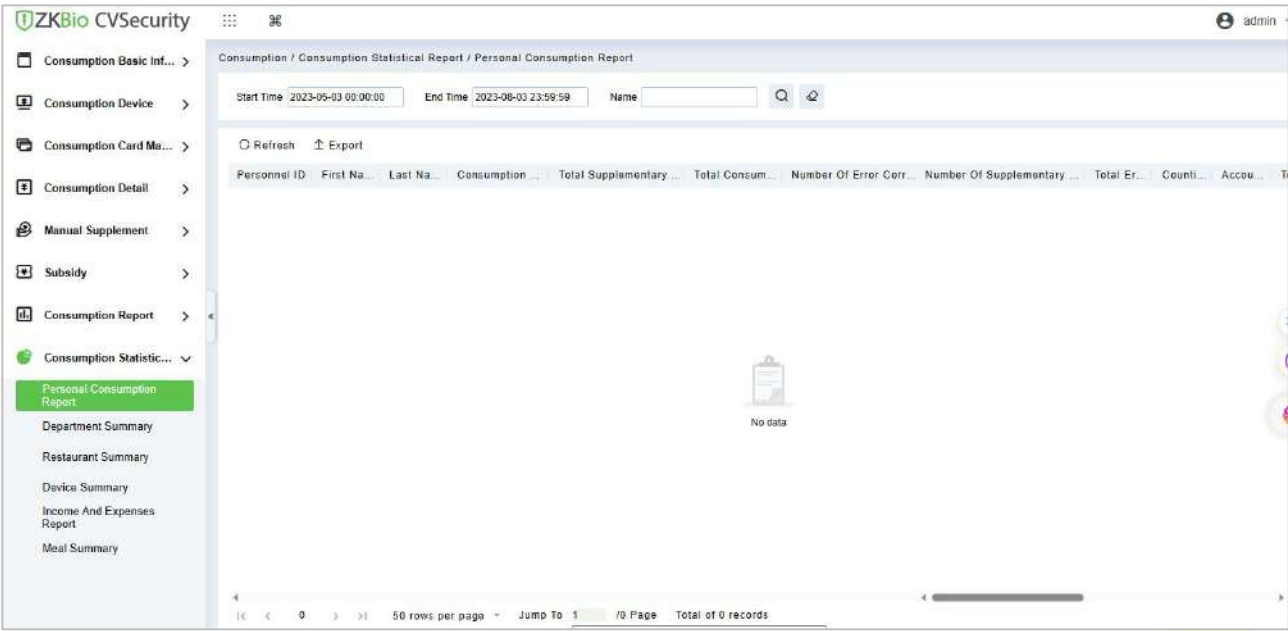 ZKBio CVSecurity
admin
Consumption Basic Inf...
Consumption Device
Consumption Card Ma...
Consumption Detail
Manual Supplement
Subsidy
Consumption Report
Consumption Statistic...
Personal Consumption
Report
Department Summary
Restaurant Summary
Device Summary
Income And Expenses
Report
Meal Summary
Consumption / Consumption Statistical Report / Personal Consumption Report
Start Time 2023-05-03 00:00:00 End Time 2023-08-03 23:59:59 Name
Refresh Export
Personnel ID First Na... Last Na... Consumption ... Total Supplementary ... Total Consum... Number Of Error Corr... Number Of Supplementary ... Total Er... Counti... Accou...
No data
0 50 rows per page Jump To 1 /0 Page Total of 0 records